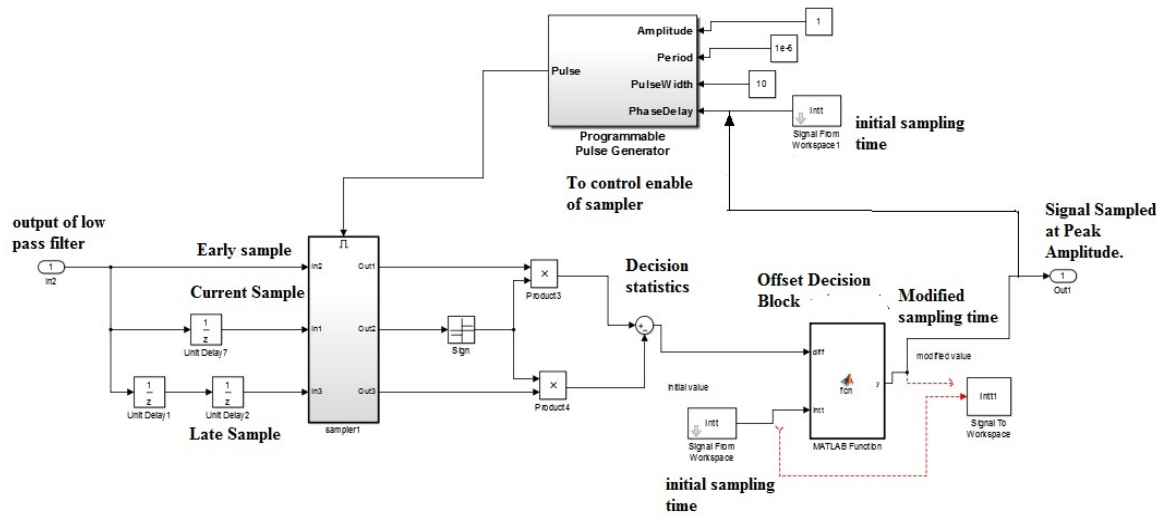 Amplitude
1
Period
1e-6
Pulse
PulseWidth
10
PhaseDelay
Intt
Programmable
Pulse Generator
Signal From
Workspace1
initial sampling
time
To control enable
of sampler
output of low
pass filter
1
In2
Early sample
Current Sample
1
z
Unit Delay7
1
z
Unit Delay1
1
z
Unit Delay2
Late Sample
In2
In1
In3
Out1
Out2
Out3
sampler1
Sign
×
Product3
×
Product4
Decision
statistics
+-
Offset Decision
Block
Modified
sampling time
Signal Sampled
at Peak
Amplitude.
1
Out1
diff
Intt
fcn
y
MATLAB Function
modified value
Initial value
Intt
Signal From
Workspace
Intt1
Signal To
Workspace
initial sampling
time